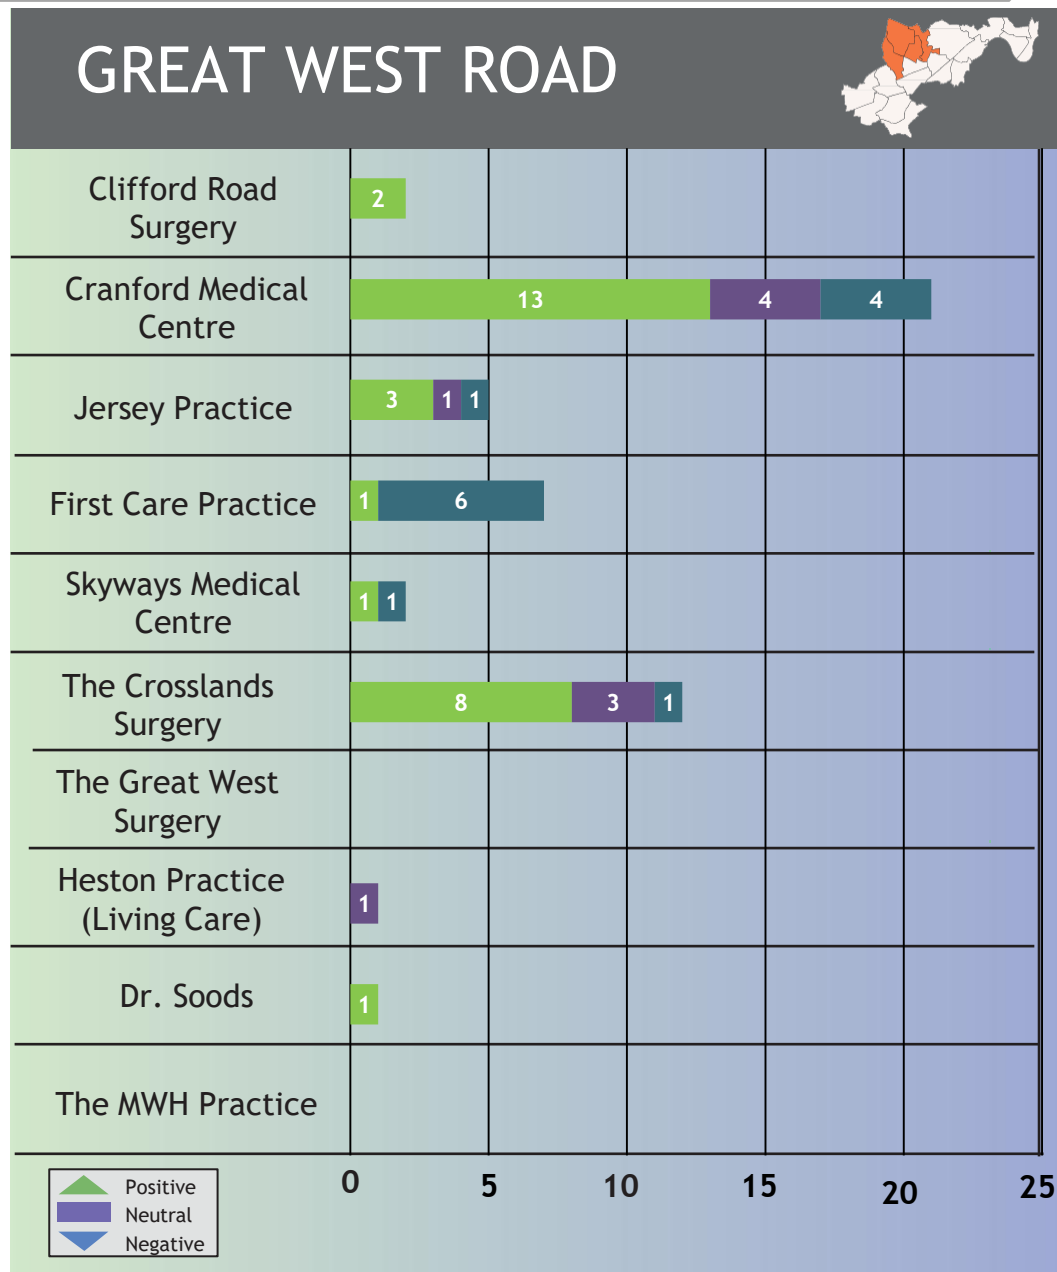 GREAT WEST ROAD
Clifford Road
Surgery
2
Cranford Medical
Centre
13 4 4
Jersey Practice
3 1 1
First Care Practice
1 6
Skyways Medical
Centre
1 1
The Crosslands
Surgery
8 3 1
The Great West
Surgery
Heston Practice
(Living Care)
1
Dr. Soods
1
The MWH Practice
0 5 10 15 20 25
Positive
Neutral
Negative